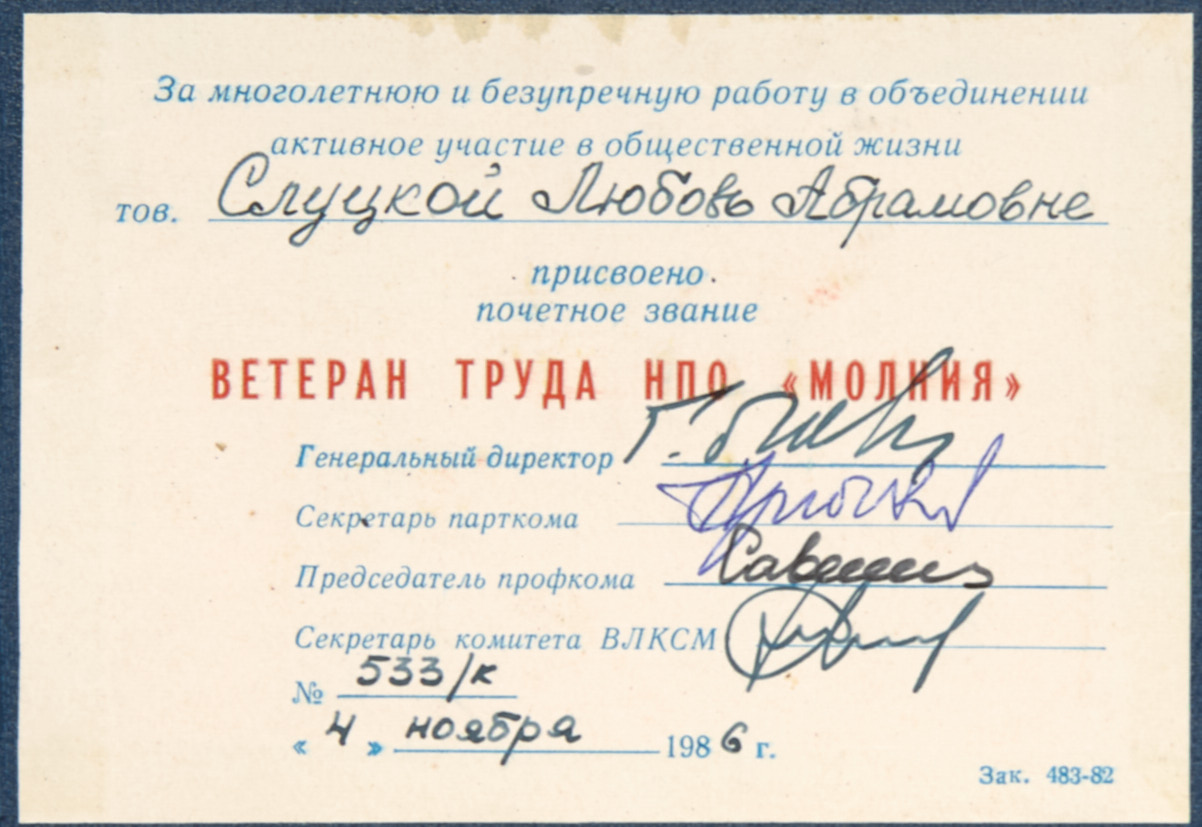 За многолетнюю и безупречную работу в объединении
активное участие в общественной жизни
тов. Слуцкой Любовь Абрамовне
присвоено
почетное звание
ВЕТЕРАН ТРУДА НПО «МОЛНИЯ»
Генеральный директор
Секретарь парткома
Председатель профкома
Секретарь комитета ВЛКСМ
№ 533/к
« 4 » ноября 1986 г.
Зак. 483-82